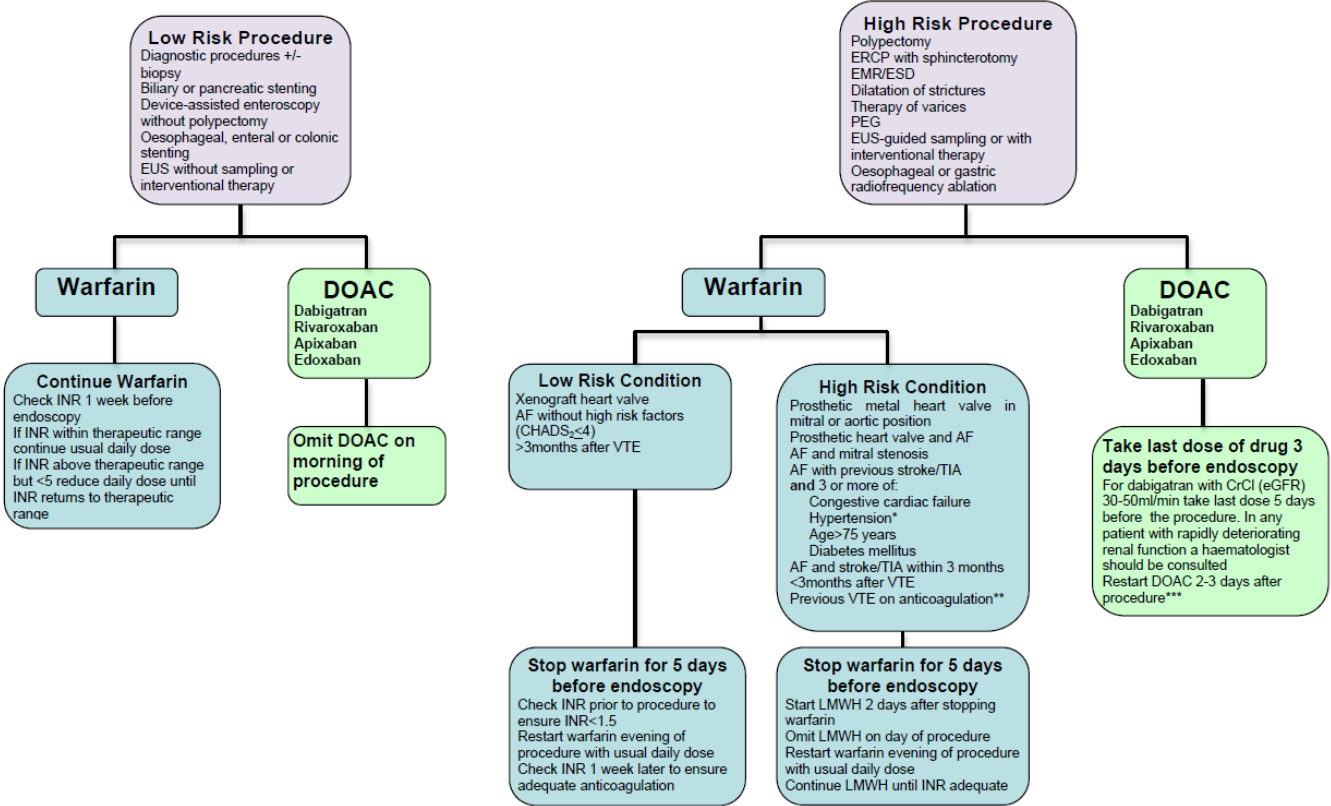 Low Risk Procedure
Diagnostic procedures +/-
biopsy
Biliary or pancreatic stenting
Device-assisted enteroscopy
without polypectomy
Oesophageal, enteral or colonic
stenting
EUS without sampling or
interventional therapy
Warfarin
DOAC
Dabigatran
Rivaroxaban
Apixaban
Edoxaban
Continue Warfarin
Check INR 1 week before
endoscopy
If INR within therapeutic range
continue usual daily dose
If INR above therapeutic range
but <5 reduce daily dose until
INR returns to therapeutic
range
Omit DOAC on
morning of
procedure
High Risk Procedure
Polypectomy
ERCP with sphincterotomy
EMR/ESD
Dilatation of strictures
Therapy of varices
PEG
EUS-guided sampling or with
interventional therapy
Oesophageal or gastric
radiofrequency ablation
Warfarin
DOAC
Dabigatran
Rivaroxaban
Apixaban
Edoxaban
Low Risk Condition
Xenograft heart valve
AF without high risk factors
(CHADS₂≤4)
>3months after VTE
High Risk Condition
Prosthetic metal heart valve in
mitral or aortic position
Prosthetic heart valve and AF
AF and mitral stenosis
AF with previous stroke/TIA
and 3 or more of:
Congestive cardiac failure
Hypertension*
Age>75 years
Diabetes mellitus
AF and stroke/TIA within 3 months
<3months after VTE
Previous VTE on anticoagulation**
Take last dose of drug 3
days before endoscopy
For dabigatran with CrCl (eGFR)
30-50ml/min take last dose 5 days
before the procedure. In any
patient with rapidly deteriorating
renal function a haematologist
should be consulted
Restart DOAC 2-3 days after
procedure***
Stop warfarin for 5 days
before endoscopy
Check INR prior to procedure to
ensure INR<1.5
Restart warfarin evening of
procedure with usual daily dose
Check INR 1 week later to ensure
adequate anticoagulation
Stop warfarin for 5 days
before endoscopy
Start LMWH 2 days after stopping
warfarin
Omit LMWH on day of procedure
Restart warfarin evening of procedure
with usual daily dose
Continue LMWH until INR adequate